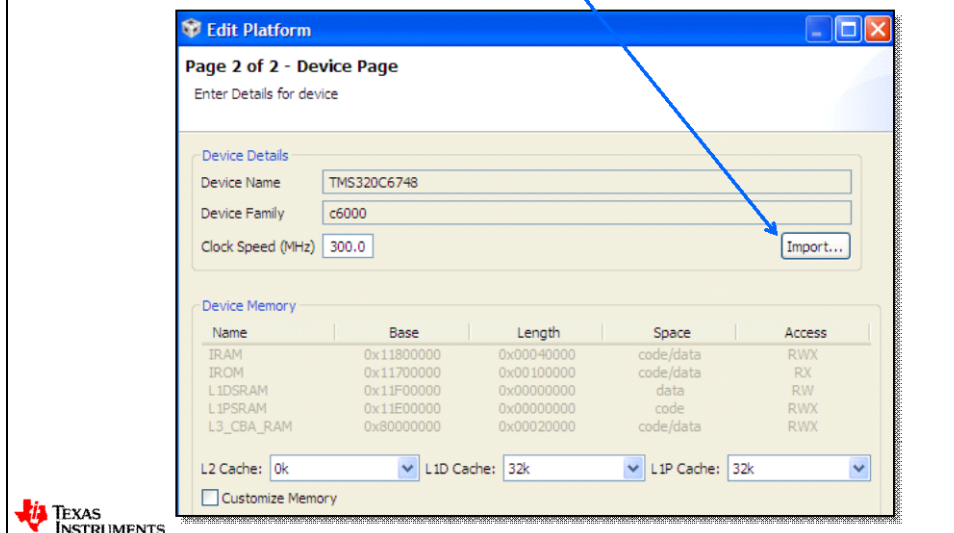 Edit Platform
Page 2 of 2 - Device Page
Enter Details for device
Device Details
Device Name TMS320C6748
Device Family c6000
Clock Speed (MHz) 300.0 Import...
Device Memory
Name Base Length Space Access
IRAM 0x11800000 0x00040000 code/data RWX
IROM 0x11700000 0x00100000 code/data RX
L1DSRAM 0x11F00000 0x00000000 data RW
L1PSRAM 0x11E00000 0x00000000 code RWX
L3_CBA_RAM 0x80000000 0x00020000 code/data RWX
L2 Cache: 0k L1D Cache: 32k L1P Cache: 32k
Customize Memory
TEXAS
INSTRUMENTS